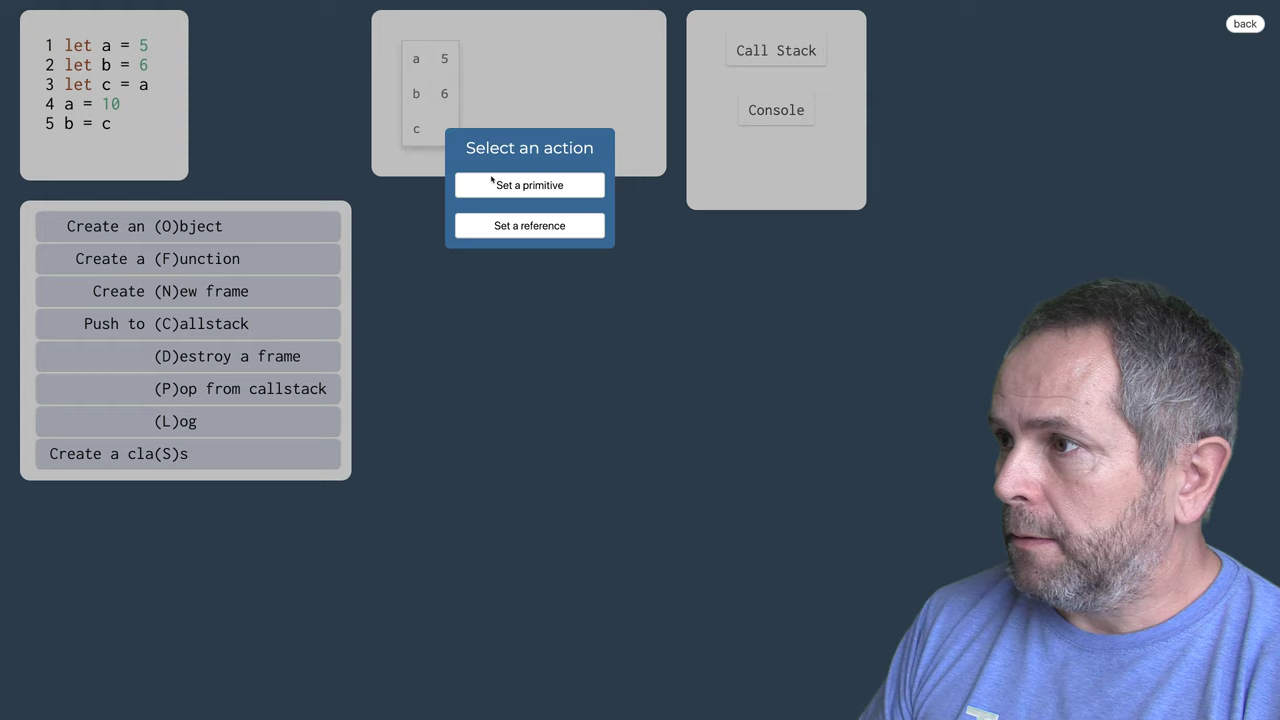 back
1 let a = 5
2 let b = 6
3 let c = a
4 a = 10
5 b = c
a 5
b 6
c
Call Stack
Console
Select an action
Set a primitive
Set a reference
Create an (O)bject
Create a (F)unction
Create (N)ew frame
Push to (C)allstack
(D)estroy a frame
(P)op from callstack
(L)og
Create a cla(S)s